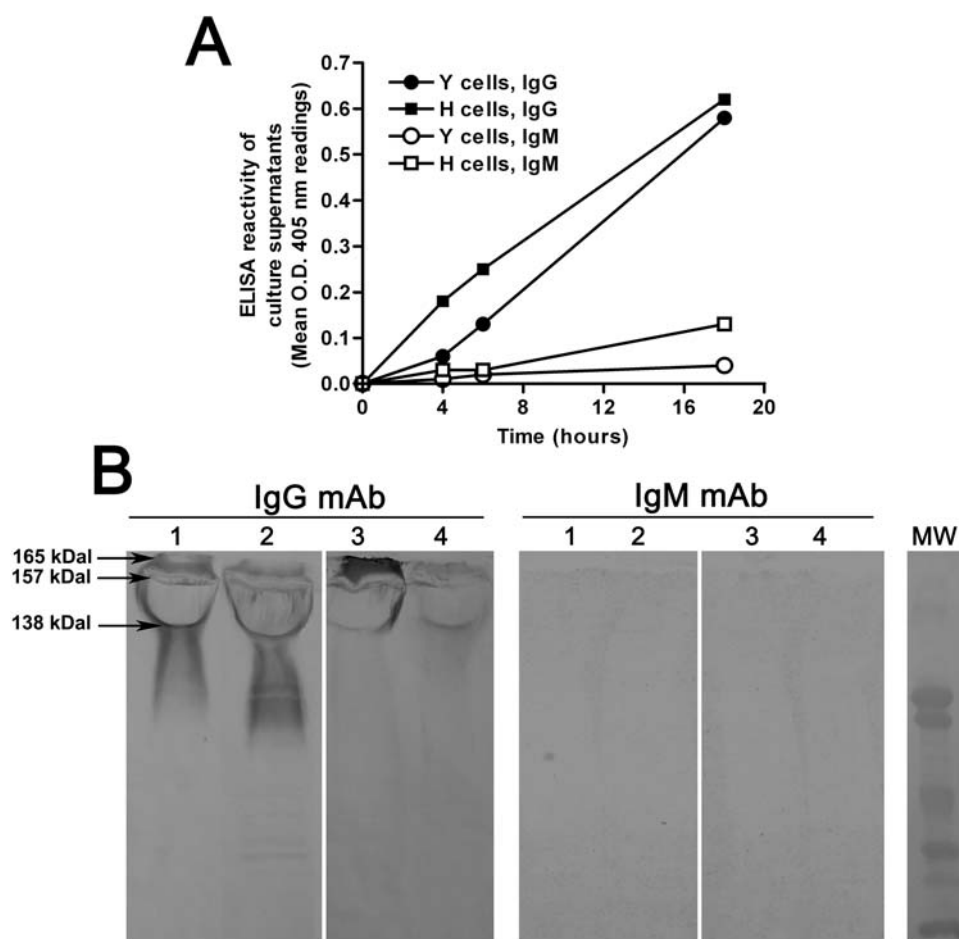 A
ELISA reactivity of
culture supernatants
(Mean O.D. 405 nm readings)
0.7
0.6
0.5
0.4
0.3
0.2
0.1
0.0
Y cells, IgG
H cells, IgG
Y cells, IgM
H cells, IgM
0 4 8 12 16 20
Time (hours)
B
IgG mAb IgM mAb
1 2 3 4 1 2 3 4 MW
165 kDal
157 kDal
138 kDal